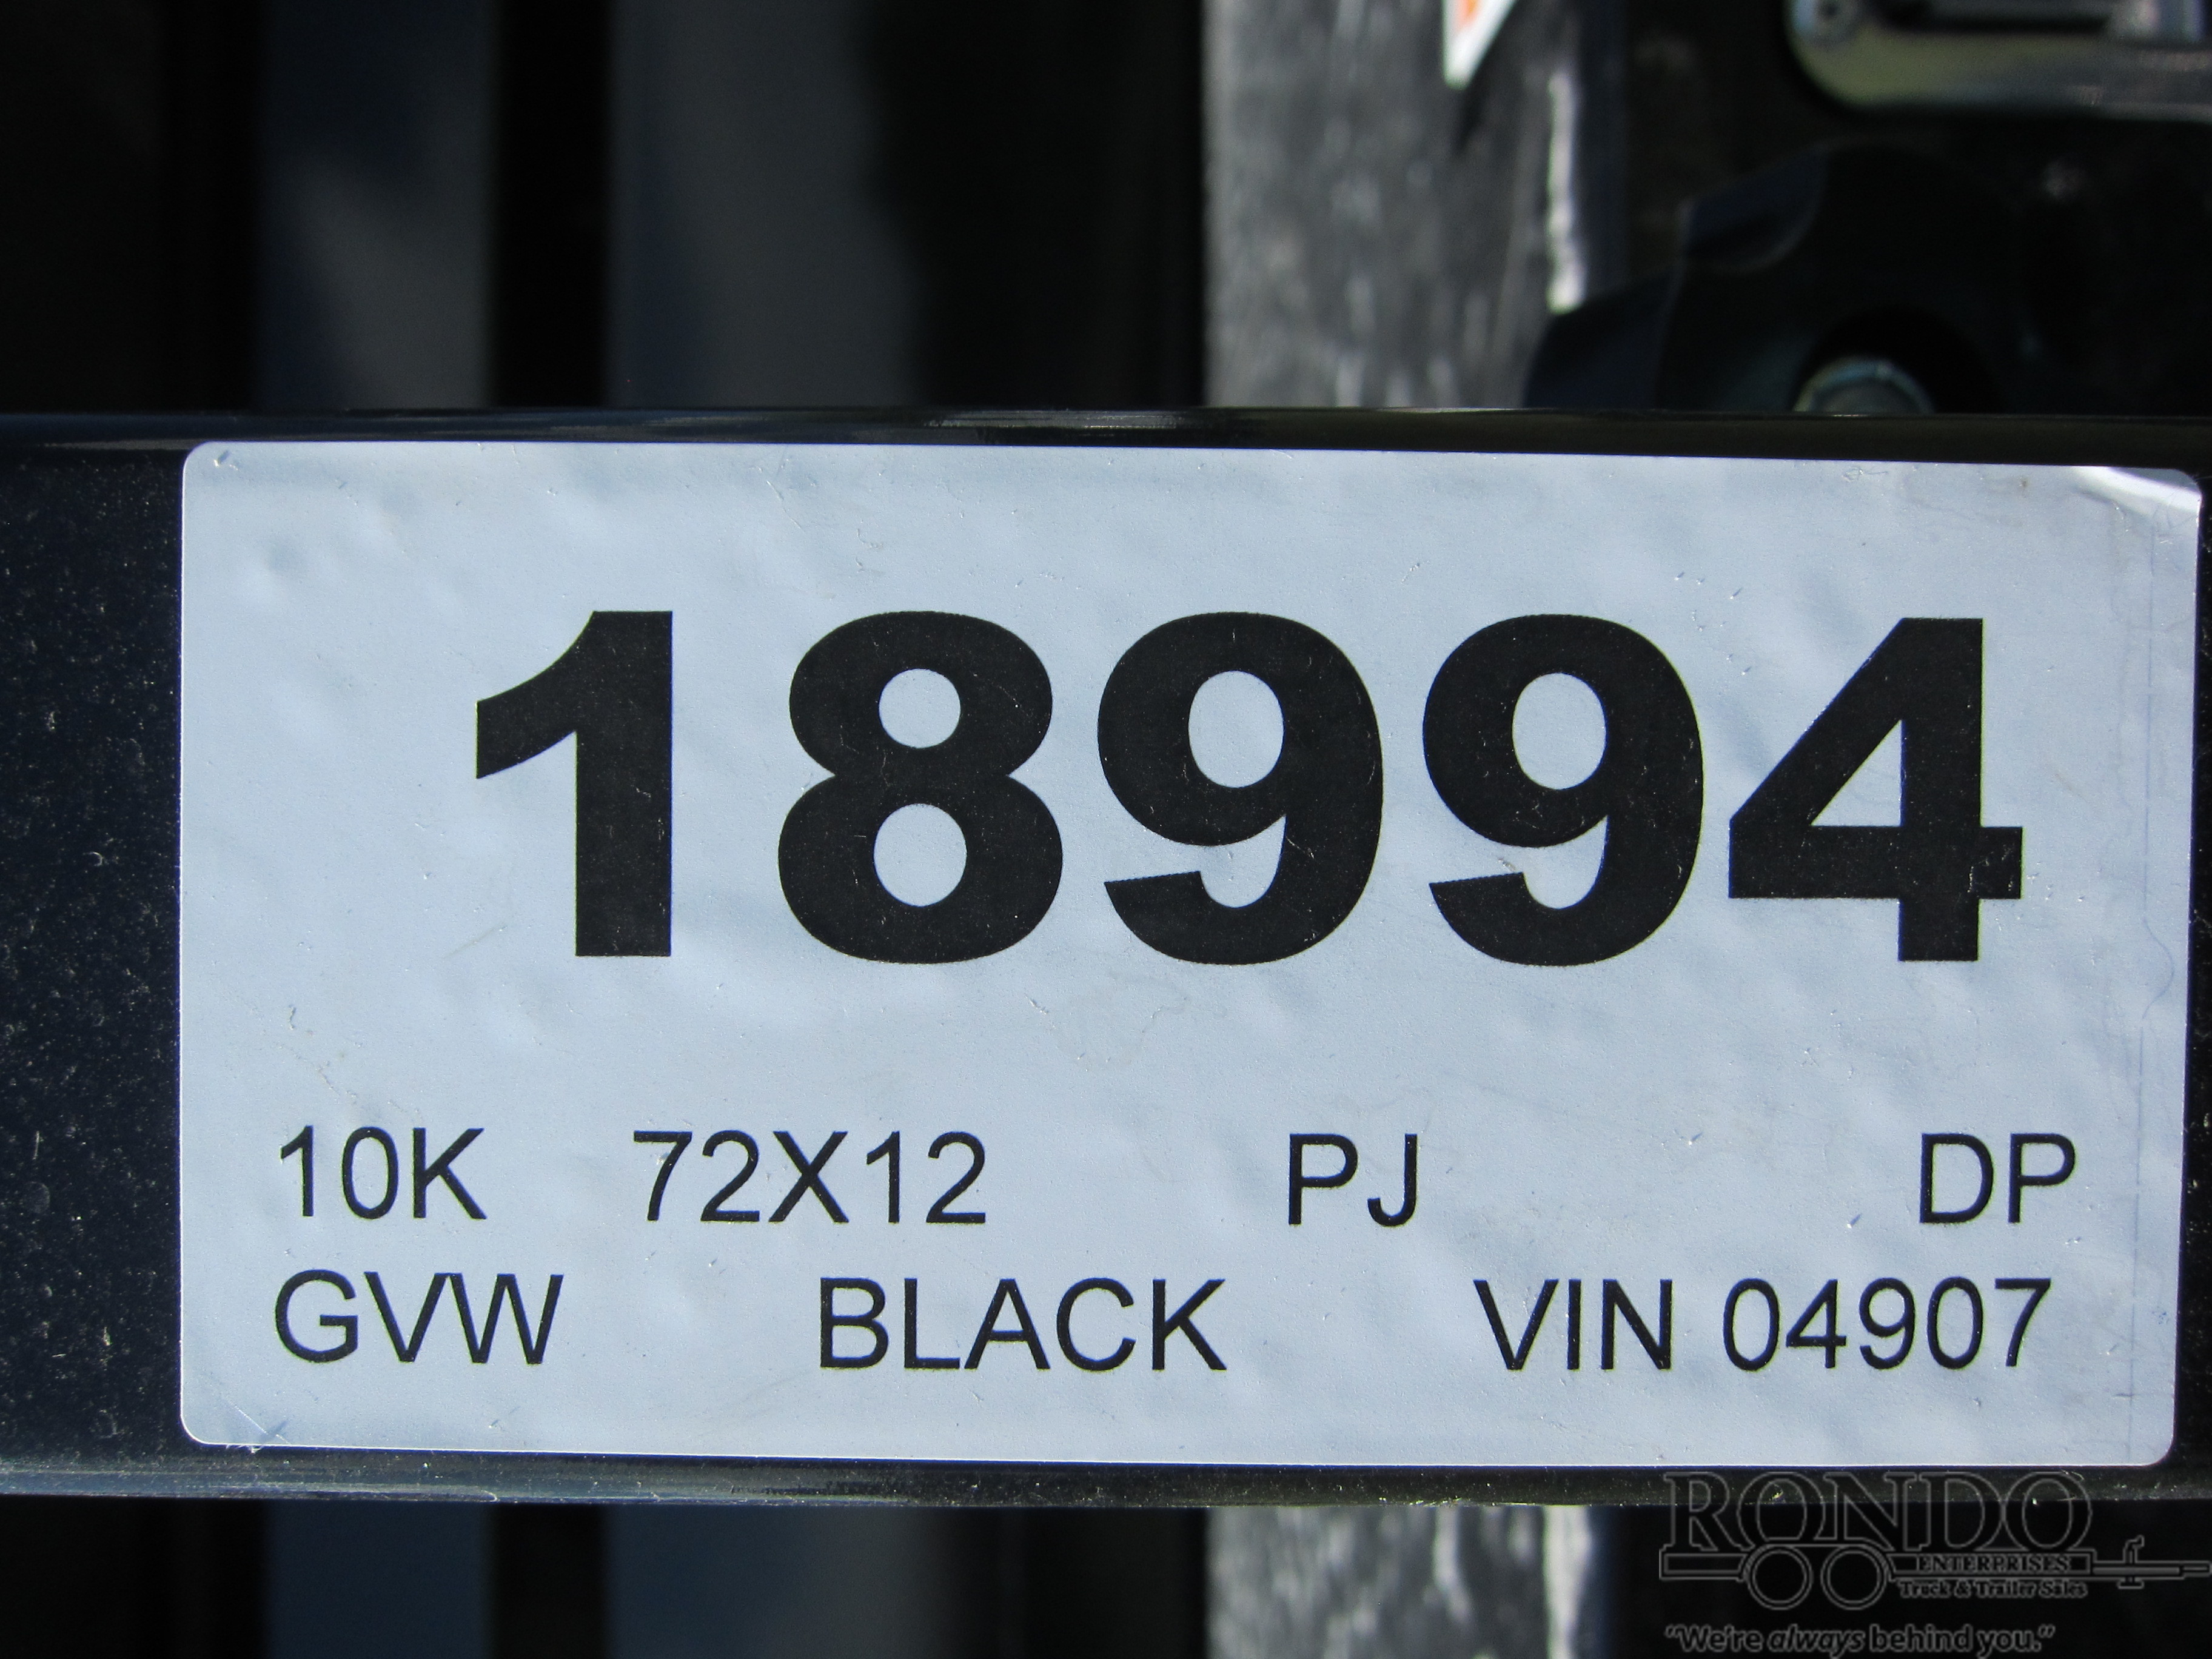 18994
10K 72X12 PJ DP
GVW BLACK VIN 04907
RONDO
ENTERPRISES
Truck & Trailer Sales
"We're always behind you."